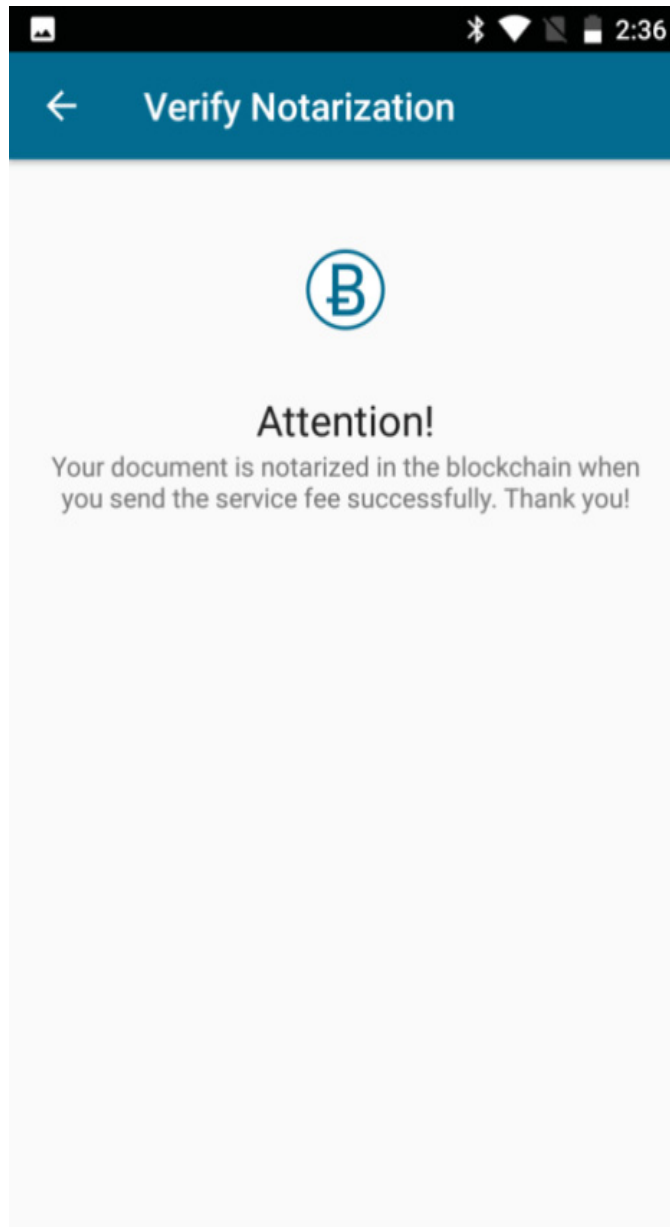 2:36
Verify Notarization
Attention!
Your document is notarized in the blockchain when
you send the service fee successfully. Thank you!